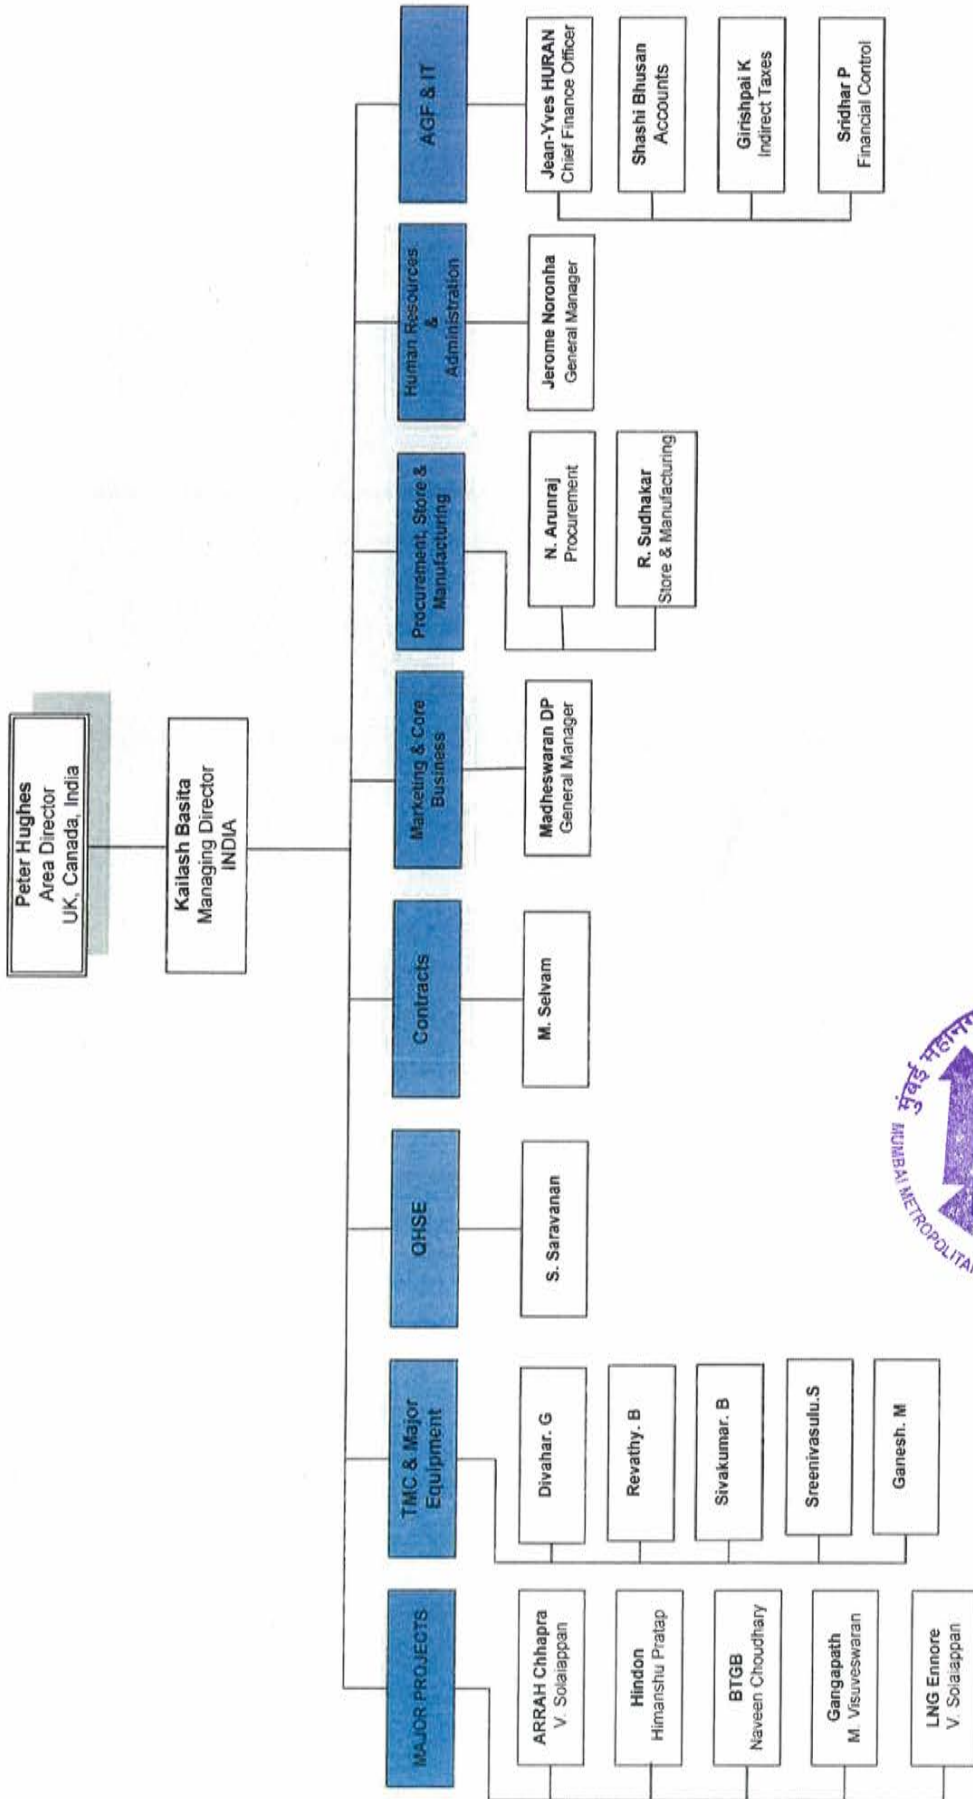 Peter Hughes
Area Director
UK, Canada, India
Kailash Basita
Managing Director
INDIA
MAJOR PROJECTS
ARRAH Chhapra
V. Solaiappan
Hindon
Himanshu Pratap
BTGB
Naveen Choudhary
Gangapath
M. Visuveswaran
LNG Ennore
V. Solaiappan
TMC & Major
Equipment
Divahar. G
Revathy. B
Sivakumar. B
Sreenivasulu.S
Ganesh. M
QHSE
S. Saravanan
Contracts
M. Selvam
Marketing & Core
Business
Madheswaran DP
General Manager
Procurement, Store &
Manufacturing
N. Arunraj
Procurement
R. Sudhakar
Store & Manufacturing
Human Resources
&
Administration
Jerome Noronha
General Manager
AGF & IT
Jean-Yves HURAN
Chief Finance Officer
Shashi Bhusan
Accounts
Girishpai K
Indirect Taxes
Sridhar P
Financial Control
मुंबई
MUMBAI METROPOLITAN